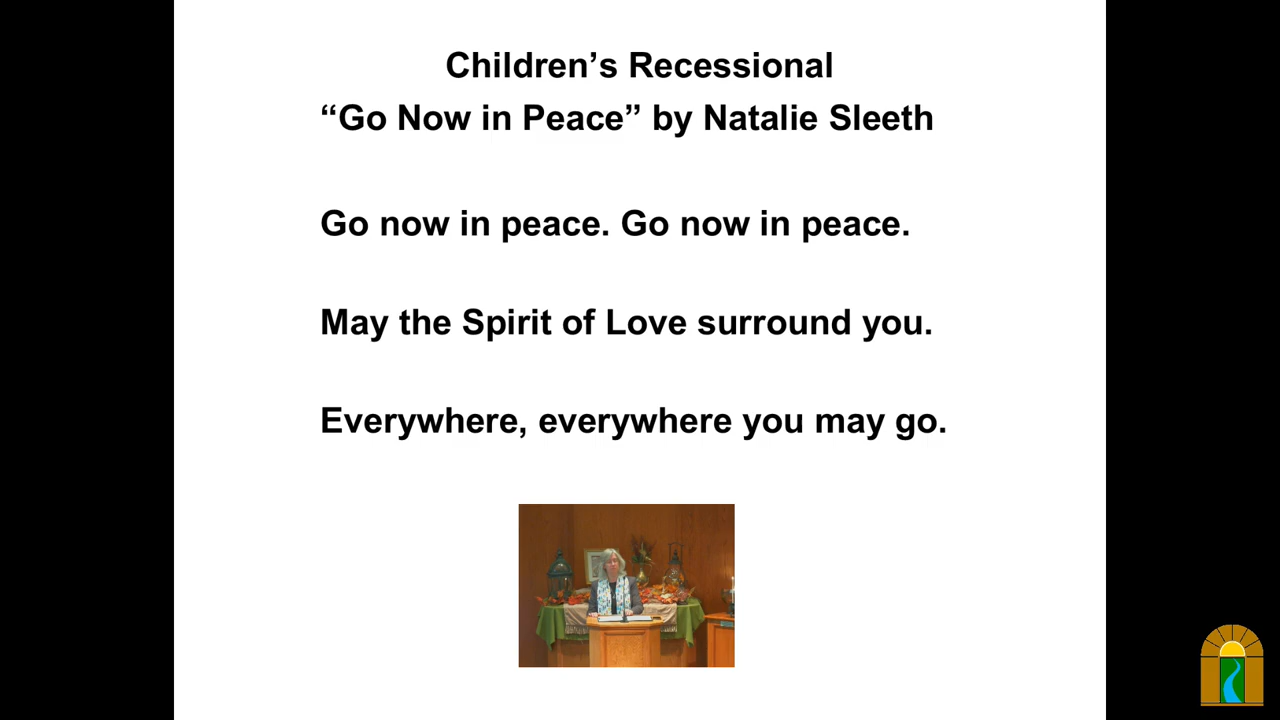 Children’s Recessional
“Go Now in Peace” by Natalie Sleeth
Go now in peace. Go now in peace.
May the Spirit of Love surround you.
Everywhere, everywhere you may go.